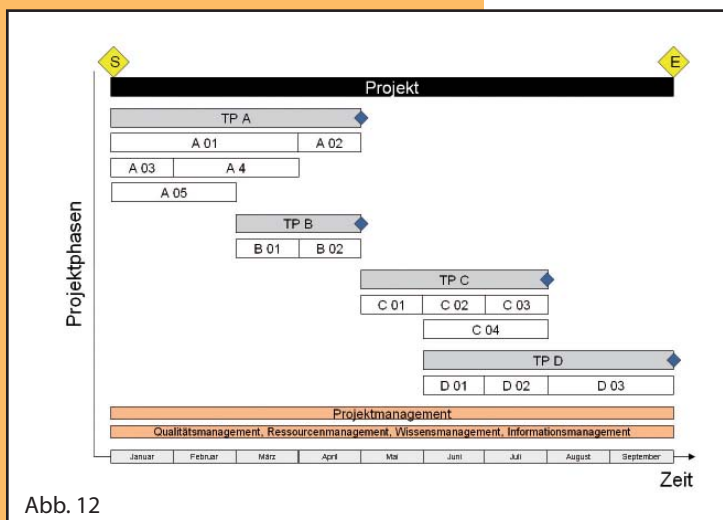 S E
Projekt
TP A
A 01 A 02
A 03 A 4
A 05
TP B
B 01 B 02
TP C
C 01 C 02 C 03
C 04
TP D
D 01 D 02 D 03
Projektmanagement
Qualitätsmanagement, Ressourcenmanagement, Wissensmanagement, Informationsmanagement
Januar Februar März April Mai Juni Juli August September
Zeit
Projektphasen
Abb. 12